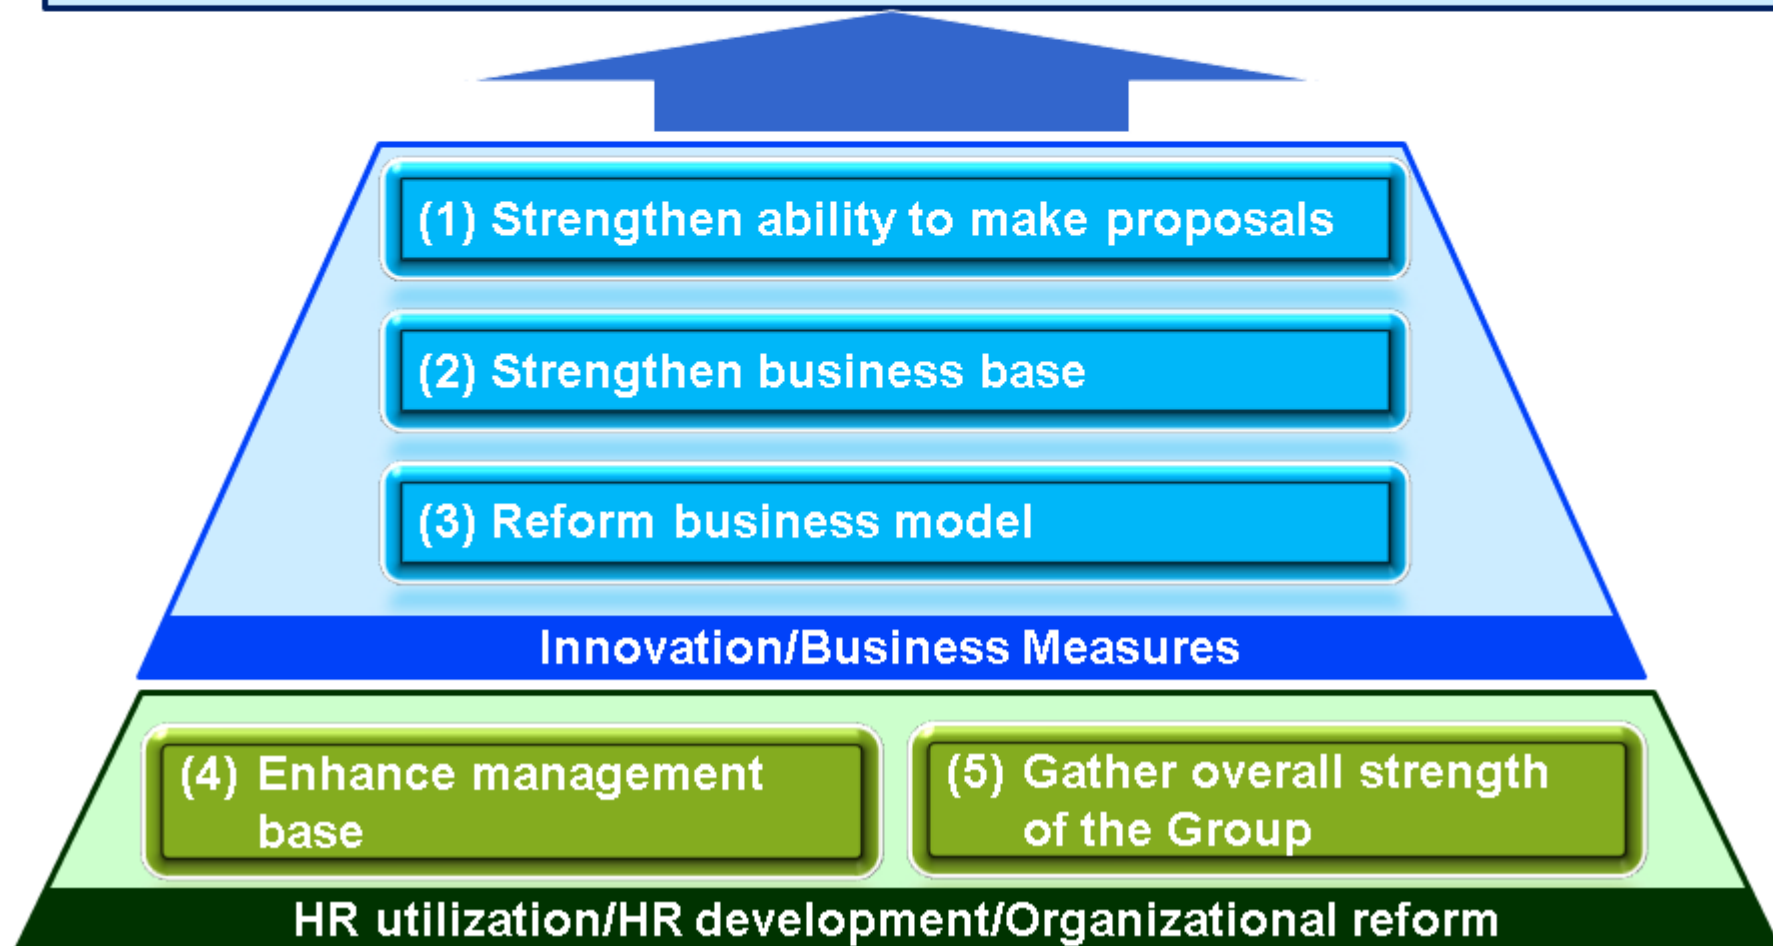 (1) Strengthen ability to make proposals
(2) Strengthen business base
(3) Reform business model
Innovation/Business Measures
(4) Enhance management
base
(5) Gather overall strength
of the Group
HR utilization/HR development/Organizational reform